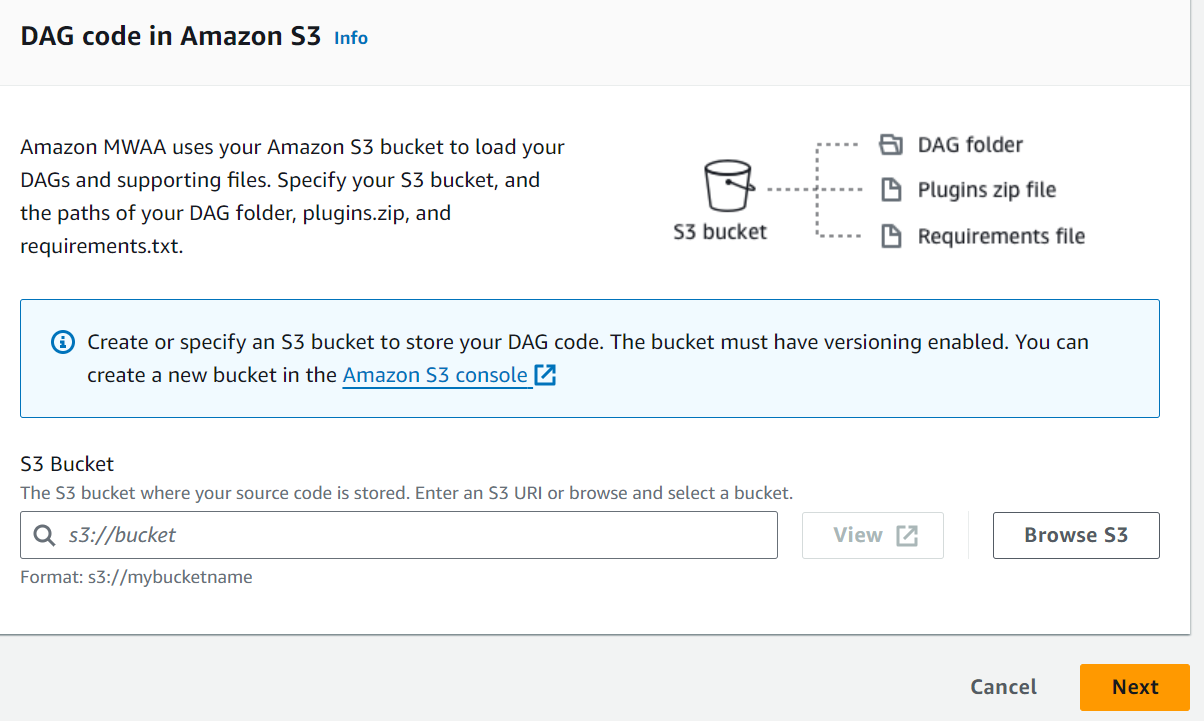 DAG code in Amazon S3 Info
Amazon MWAA uses your Amazon S3 bucket to load your
DAGs and supporting files. Specify your S3 bucket, and
the paths of your DAG folder, plugins.zip, and
requirements.txt.
S3 bucket
DAG folder
Plugins zip file
Requirements file
Create or specify an S3 bucket to store your DAG code. The bucket must have versioning enabled. You can
create a new bucket in the Amazon S3 console
S3 Bucket
The S3 bucket where your source code is stored. Enter an S3 URI or browse and select a bucket.
s3://bucket
View
Browse S3
Format: s3://mybucketname
Cancel
Next